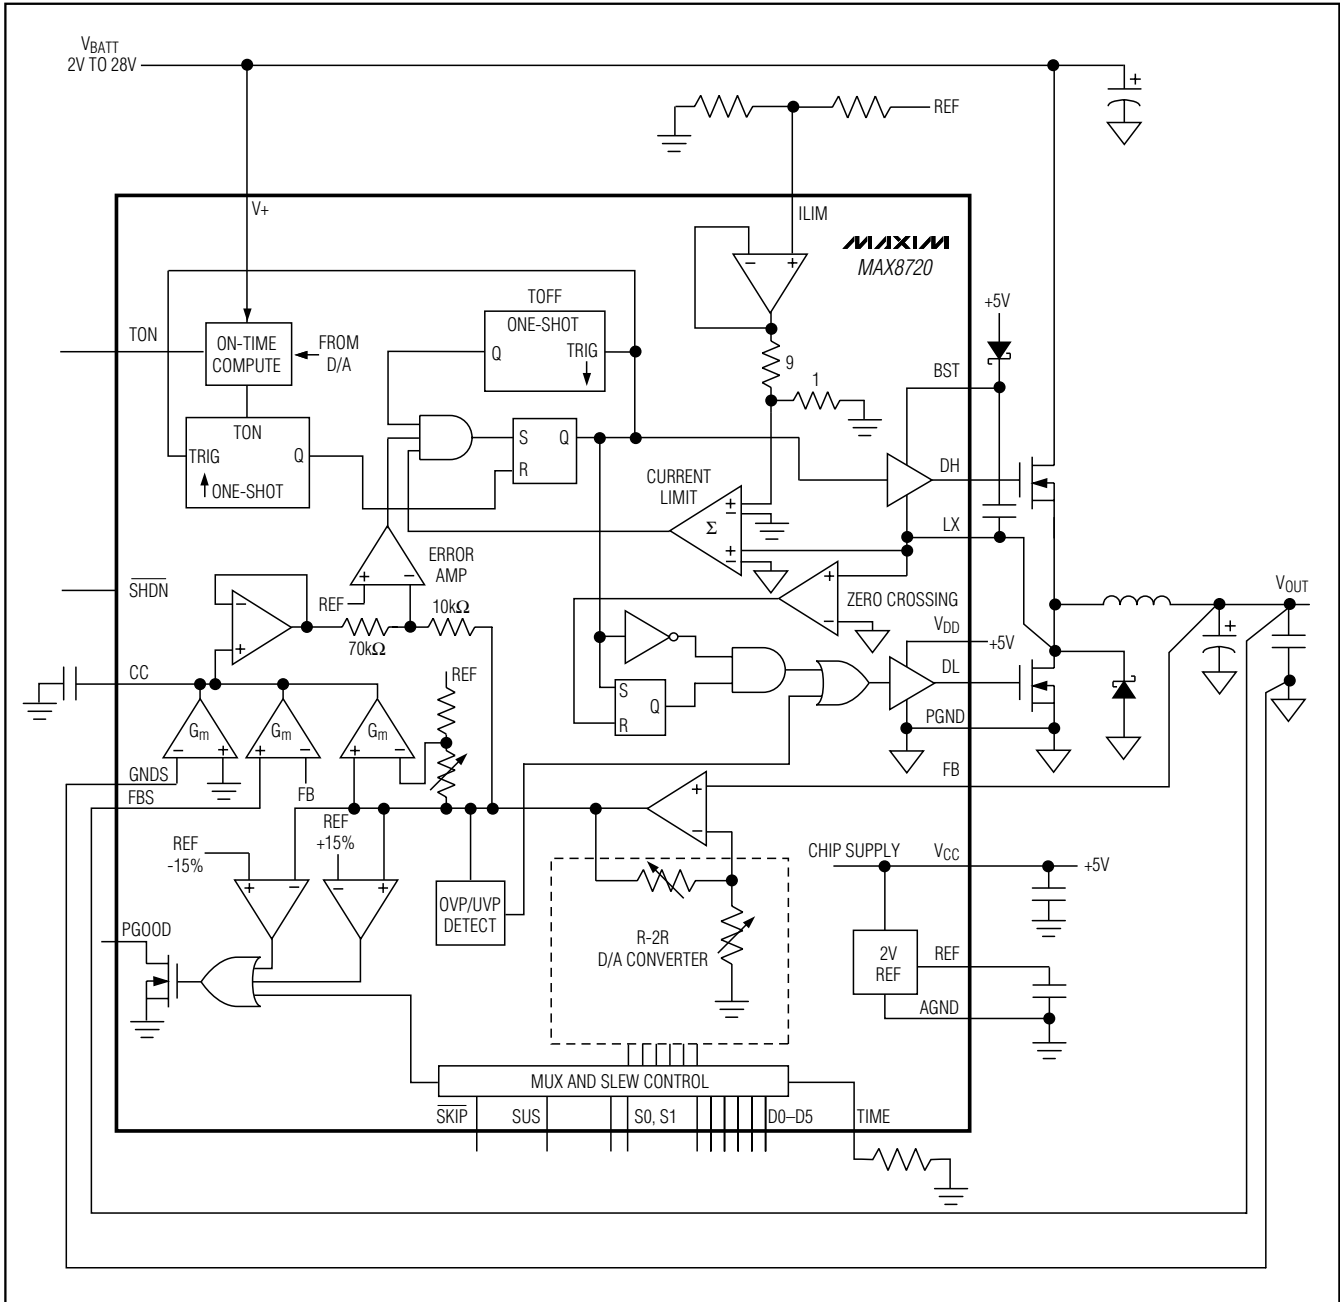 VBATT
2V TO 28V
REF
V+
ILIM
MAXIM
MAX8720
TOFF
ONE-SHOT
Q
TRIG
+5V
TON
ON-TIME
COMPUTE
FROM
D/A
9
1
BST
TON
TRIG
Q
ONE-SHOT
S
Q
R
CURRENT
LIMIT
Σ
DH
LX
ERROR
AMP
SHDN
REF
10kΩ
70kΩ
ZERO CROSSING
VDD
+5V
VOUT
CC
REF
S
Q
R
DL
PGND
Gm
Gm
Gm
GNDS
FBS
FB
FB
REF
-15%
REF
+15%
CHIP SUPPLY
VCC
+5V
OVP/UVP
DETECT
PGOOD
R-2R
D/A CONVERTER
2V
REF
REF
AGND
MUX AND SLEW CONTROL
SKIP
SUS
S0, S1
D0–D5
TIME